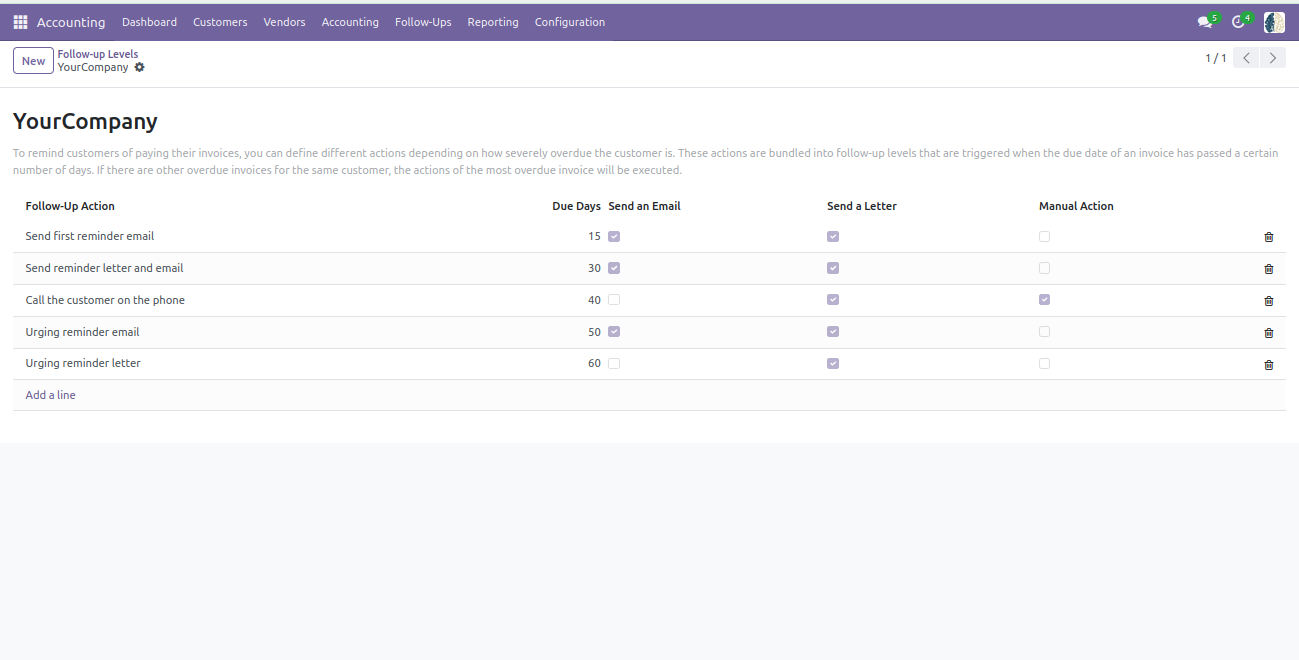 Accounting Dashboard Customers Vendors Accounting Follow-Ups Reporting Configuration 5 4
New Follow-up Levels
YourCompany 1 / 1
YourCompany
To remind customers of paying their invoices, you can define different actions depending on how severely overdue the customer is. These actions are bundled into follow-up levels that are triggered when the due date of an invoice has passed a certain
number of days. If there are other overdue invoices for the same customer, the actions of the most overdue invoice will be executed.
Follow-Up Action Due Days Send an Email Send a Letter Manual Action
Send first reminder email 15
Send reminder letter and email 30
Call the customer on the phone 40
Urging reminder email 50
Urging reminder letter 60
Add a line